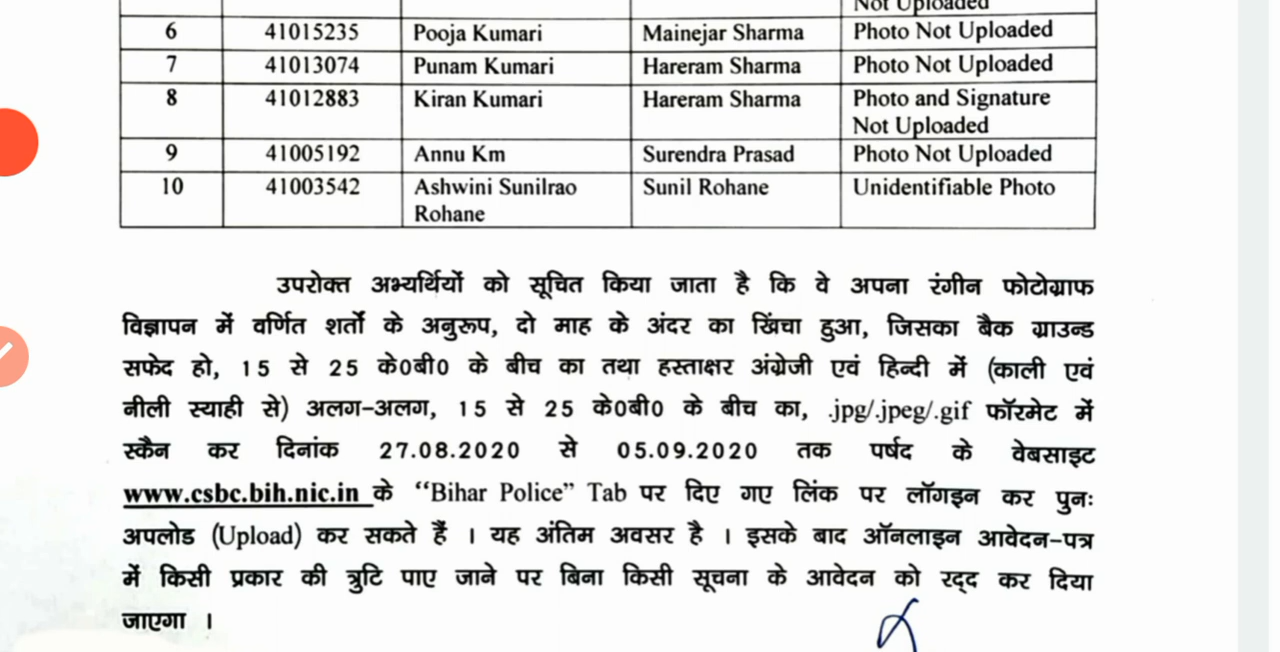 Not Uploaded
6 41015235 Pooja Kumari Mainejar Sharma Photo Not Uploaded
7 41013074 Punam Kumari Hareram Sharma Photo Not Uploaded
8 41012883 Kiran Kumari Hareram Sharma Photo and Signature
Not Uploaded
9 41005192 Annu Km Surendra Prasad Photo Not Uploaded
10 41003542 Ashwini Sunilrao Sunil Rohane Unidentifiable Photo
Rohane
उपरोक्त अभ्यर्थियों को सूचित किया जाता है कि वे अपना रंगीन फोटोग्राफ
विज्ञापन में वर्णित शर्तों के अनुरूप, दो माह के अंदर का खिंचा हुआ, जिसका बैक ग्राउन्ड
सफेद हो, 15 से 25 के0बी0 के बीच का तथा हस्ताक्षर अंग्रेजी एवं हिन्दी में (काली एवं
नीली स्याही से) अलग-अलग, 15 से 25 के0बी0 के बीच का, .jpg/.jpeg/.gif फॉरमेट में
स्कैन कर दिनांक 27.08.2020 से 05.09.2020 तक पर्षद के वेबसाइट
www.csbc.bih.nic.in के “Bihar Police” Tab पर दिए गए लिंक पर लॉगइन कर पुनः
अपलोड (Upload) कर सकते हैं । यह अंतिम अवसर है । इसके बाद ऑनलाइन आवेदन-पत्र
में किसी प्रकार की त्रुटि पाए जाने पर बिना किसी सूचना के आवेदन को रद्द कर दिया
जाएगा ।